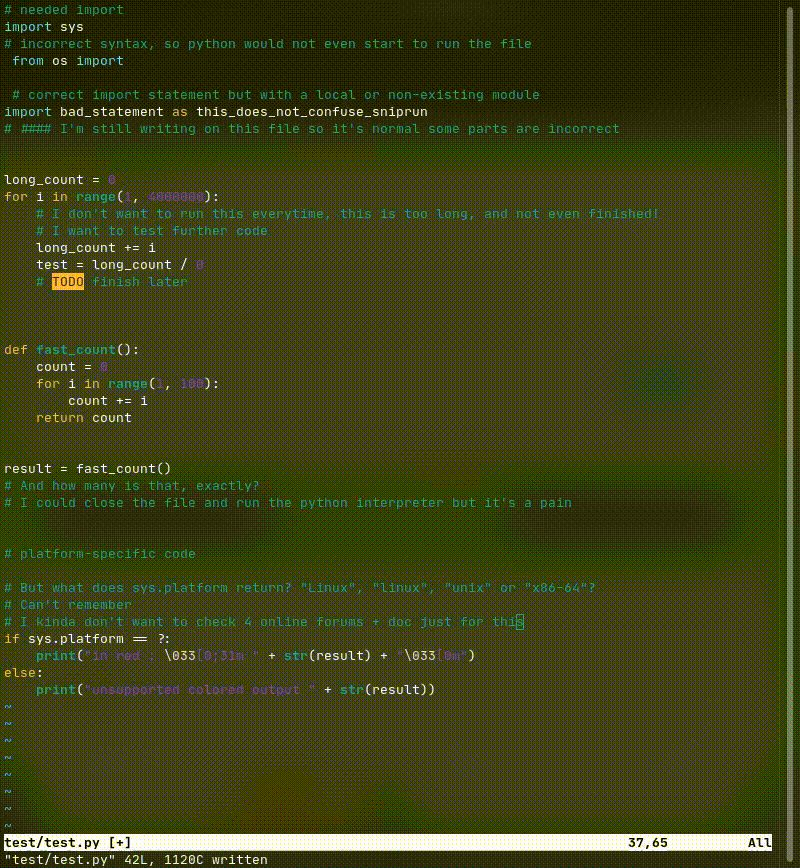 # needed import
import sys
# incorrect syntax, so python would not even start to run the file
 from os import

 # correct import statement but with a local or non-existing module
import bad_statement as this_does_not_confuse_sniprun
# #### I'm still writing on this file so it's normal some parts are incorrect

long_count = 0
for i in range(1, 4000000):
    # I don't want to run this everytime, this is too long, and not even finished!
    # I want to test further code
    long_count += i
    test = long_count / 0
    # TODO finish later

def fast_count():
    count = 0
    for i in range(1, 100):
        count += i
    return count

result = fast_count()
# And how many is that, exactly?
# I could close the file and run the python interpreter but it's a pain

# platform-specific code

# But what does sys.platform return? "Linux", "linux", "unix" or "x86-64"?
# Can't remember
# I kinda don't want to check 4 online forums + doc just for this
if sys.platform == ?:
    print("in red : \033[0;31m " + str(result) + "\033[0m")
else:
    print("unsupported colored output " + str(result))
~
~
~
~
~
~
~
~
test/test.py [+] 37,65 All
"test/test.py" 42L, 1120C written